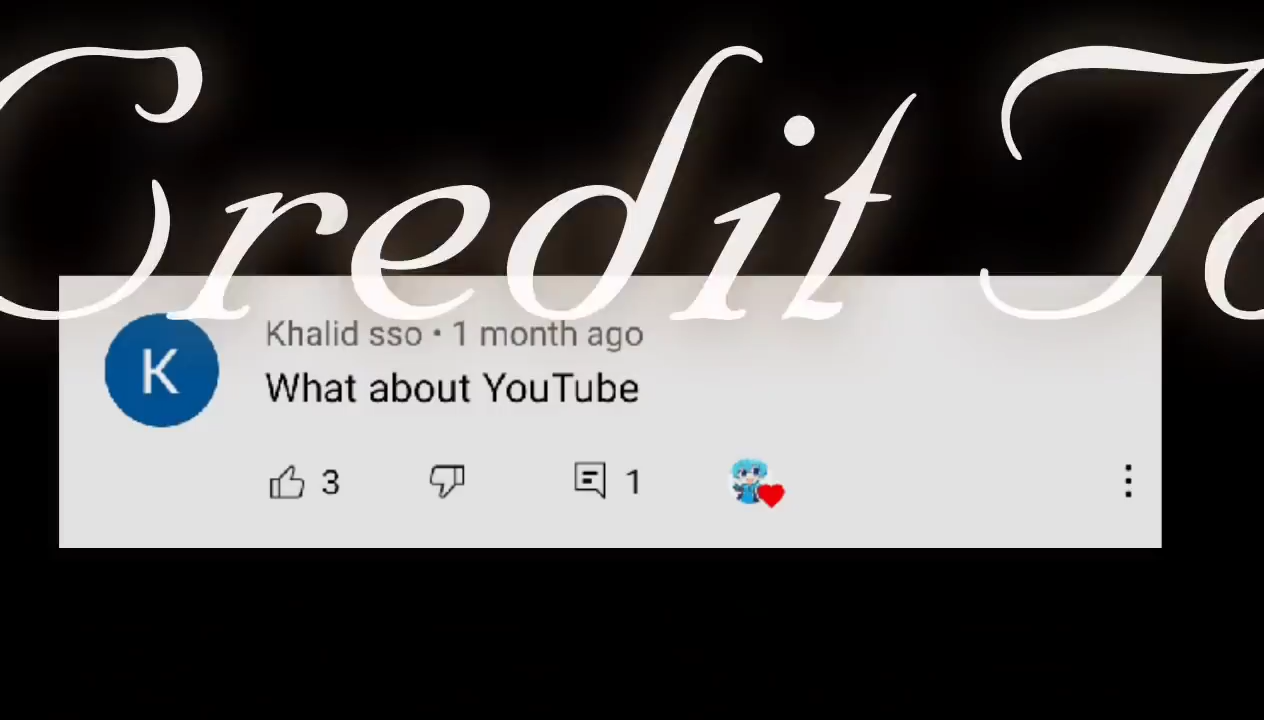 Credit To
K
Khalid sso • 1 month ago
What about YouTube
3
1